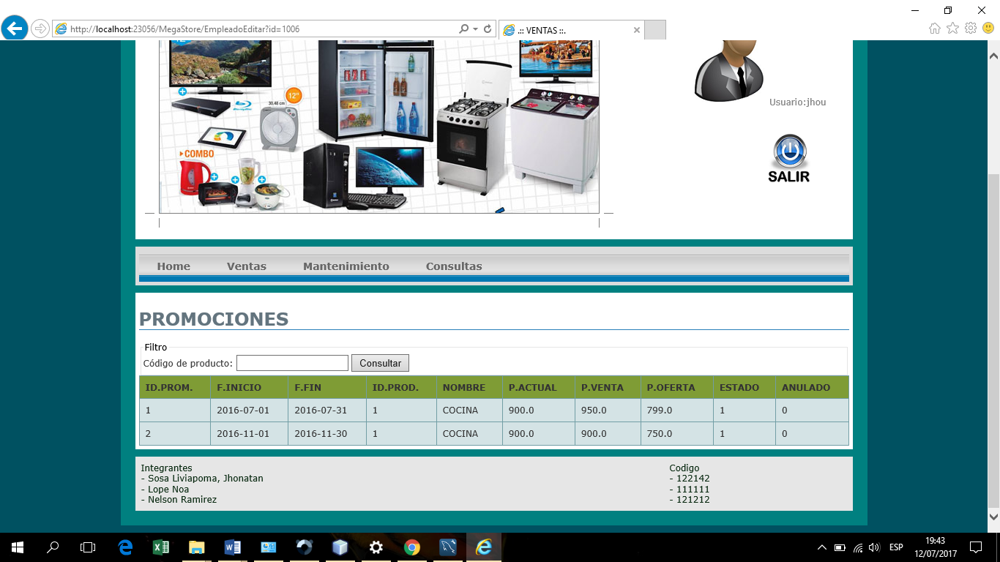 http://localhost:23056/MegaStore/EmpleadoEditar?id=1006
.:: VENTAS ::.
12"
30.48 cm
COMBO
Usuario:jhou
SALIR
Home Ventas Mantenimiento Consultas
PROMOCIONES
Filtro
Código de producto: Consultar
ID.PROM. F.INICIO F.FIN ID.PROD. NOMBRE P.ACTUAL P.VENTA P.OFERTA ESTADO ANULADO
1 2016-07-01 2016-07-31 1 COCINA 900.0 950.0 799.0 1 0
2 2016-11-01 2016-11-30 1 COCINA 900.0 900.0 750.0 1 0
Integrantes Codigo
- Sosa Liviapoma, Jhonatan - 122142
- Lope Noa - 111111
- Nelson Ramirez - 121212
ESP
19:43
12/07/2017